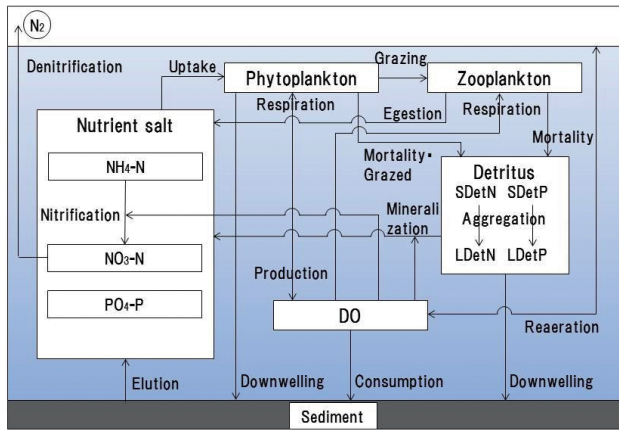 N₂
Denitrification
Uptake
Phytoplankton
Grazing
Zooplankton
Respiration
Egestion
Respiration
Nutrient salt
NH₄-N
Nitrification
NO₃-N
PO₄-P
Mortality・
Grazed
Mortality
Detritus
SDetN SDetP
Aggregation
LDetN LDetP
Minerali
zation
Production
DO
Reaeration
Elution
Downwelling
Consumption
Downwelling
Sediment